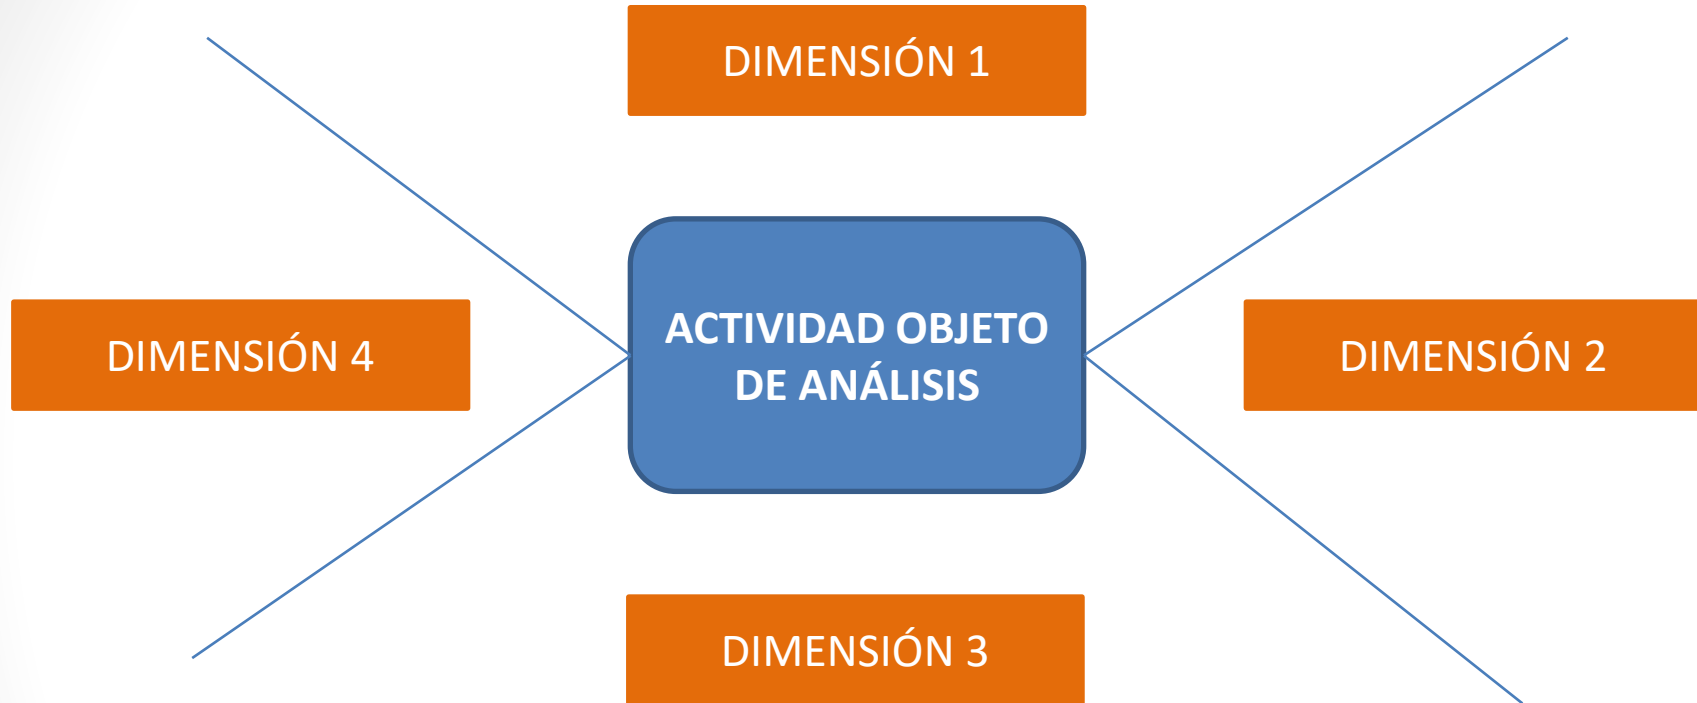 DIMENSIÓN 1
DIMENSIÓN 4
ACTIVIDAD OBJETO
DE ANÁLISIS
DIMENSIÓN 2
DIMENSIÓN 3